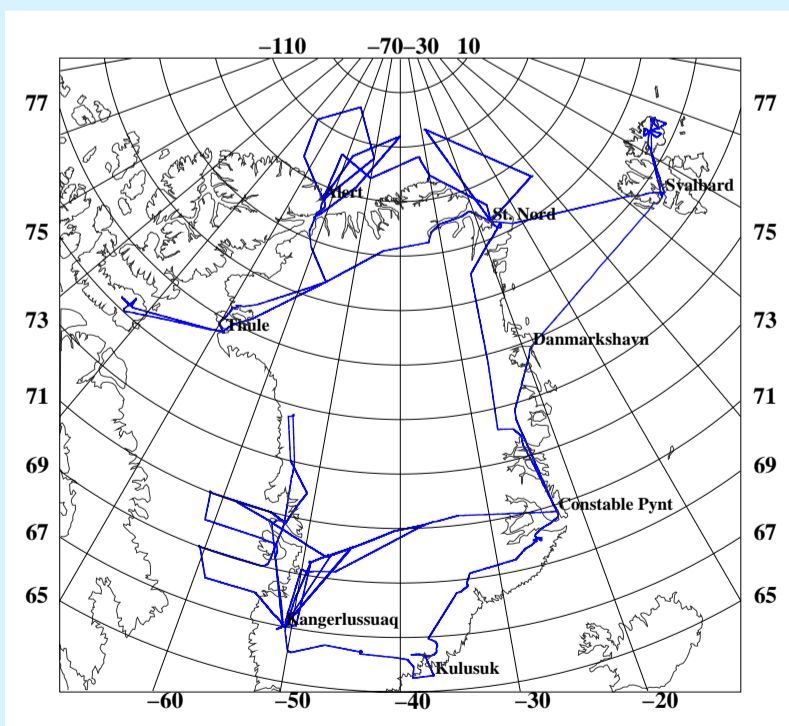 −110 −70 −30 10
77 77
Svalbard
Alert
St. Nord
75 75
Thule
73 73
Danmarkshavn
71 71
69 69
Constable Pynt
67 67
65 65
Kangerlussuaq
Kulusuk
−60 −50 −40 −30 −20